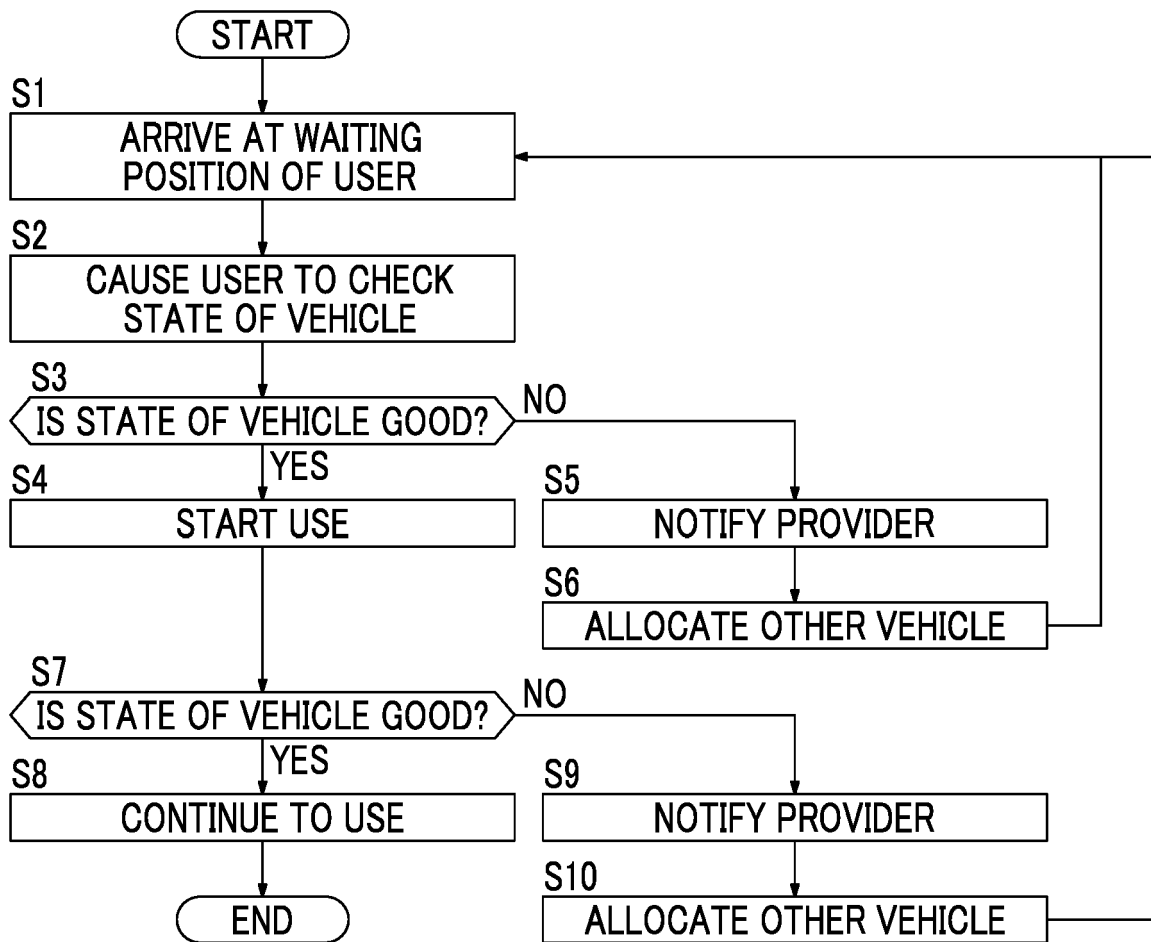 START
S1
ARRIVE AT WAITING
POSITION OF USER
S2
CAUSE USER TO CHECK
STATE OF VEHICLE
S3
IS STATE OF VEHICLE GOOD?
NO
YES
S4
START USE
S5
NOTIFY PROVIDER
S6
ALLOCATE OTHER VEHICLE
S7
IS STATE OF VEHICLE GOOD?
NO
YES
S8
CONTINUE TO USE
S9
NOTIFY PROVIDER
S10
ALLOCATE OTHER VEHICLE
END